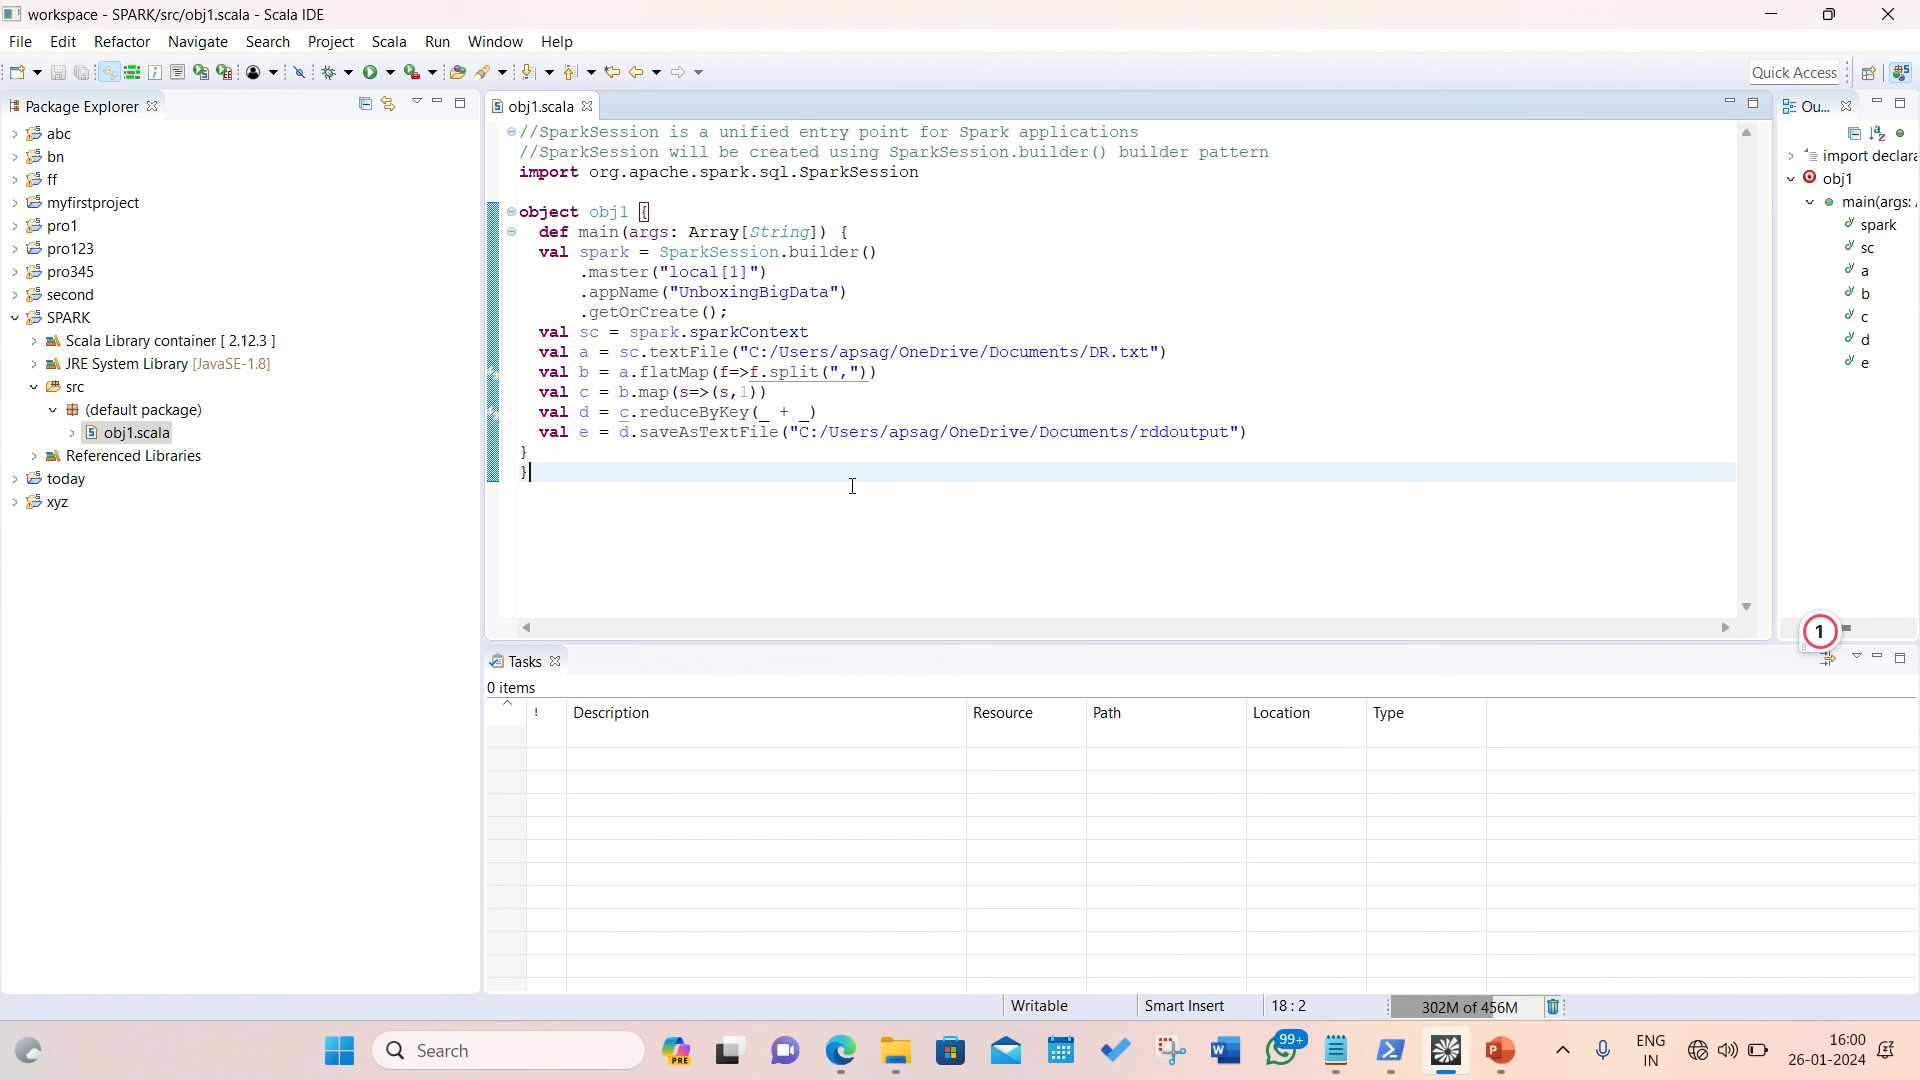 workspace - SPARK/src/obj1.scala - Scala IDE
File Edit Refactor Navigate Search Project Scala Run Window Help
Quick Access
Package Explorer
abc
bn
ff
myfirstproject
pro1
pro123
pro345
second
SPARK
Scala Library container [ 2.12.3 ]
JRE System Library [JavaSE-1.8]
src
(default package)
obj1.scala
Referenced Libraries
today
xyz
obj1.scala
//SparkSession is a unified entry point for Spark applications
//SparkSession will be created using SparkSession.builder() builder pattern
import org.apache.spark.sql.SparkSession
object obj1 {
def main(args: Array[String]) {
val spark = SparkSession.builder()
.master("local[1]")
.appName("UnboxingBigData")
.getOrCreate();
val sc = spark.sparkContext
val a = sc.textFile("C:/Users/apsag/OneDrive/Documents/DR.txt")
val b = a.flatMap(f=>f.split(","))
val c = b.map(s=>(s,1))
val d = c.reduceByKey(_ + _)
val e = d.saveAsTextFile("C:/Users/apsag/OneDrive/Documents/rddoutput")
}
}
Ou...
import declara
obj1
main(args:
spark
sc
a
b
c
d
e
1
Tasks
0 items
! Description Resource Path Location Type
Writable Smart Insert 18 : 2 302M of 456M
Search
PRE
99+
ENG
IN
16:00
26-01-2024